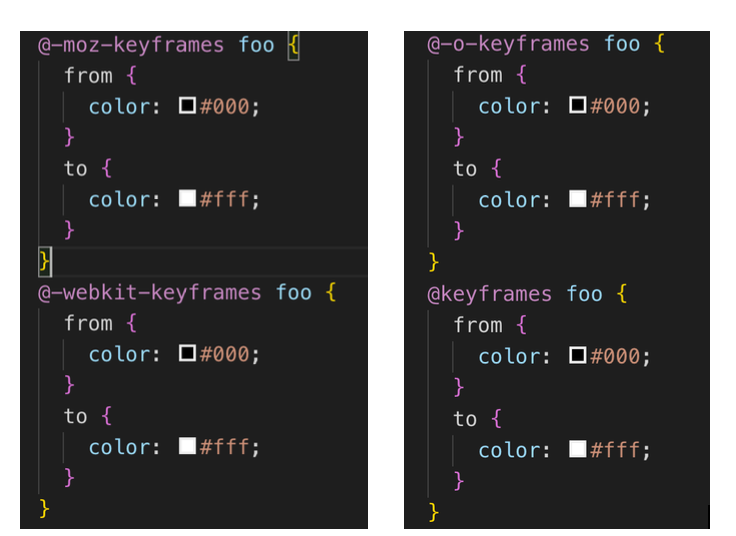 @-moz-keyframes foo {
from {
color: #000;
}
to {
color: #fff;
}
}
@-webkit-keyframes foo {
from {
color: #000;
}
to {
color: #fff;
}
}
@-o-keyframes foo {
from {
color: #000;
}
to {
color: #fff;
}
}
@keyframes foo {
from {
color: #000;
}
to {
color: #fff;
}
}